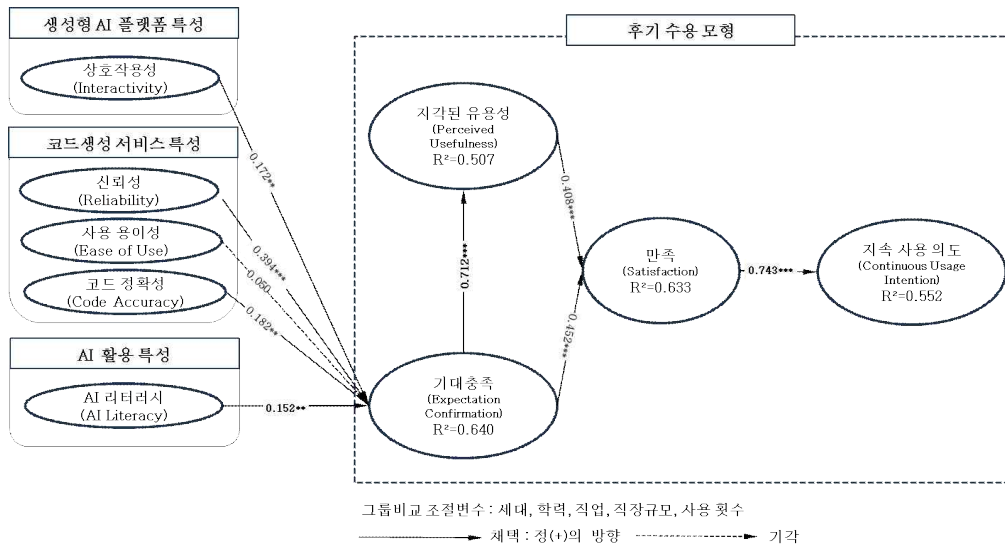 생성형 AI 플랫폼 특성
상호작용성
(Interactivity)
코드생성 서비스 특성
신뢰성
(Reliability)
사용 용이성
(Ease of Use)
코드 정확성
(Code Accuracy)
AI 활용 특성
AI 리터러시
(AI Literacy)
0.172**
0.394***
0.050
0.182**
0.152**
후기 수용 모형
지각된 유용성
(Perceived
Usefulness)
R²=0.507
0.712***
기대충족
(Expectation
Confirmation)
R²=0.640
0.408***
0.452***
만족
(Satisfaction)
R²=0.633
0.743***
지속 사용 의도
(Continuous Usage
Intention)
R²=0.552
그룹비교 조절변수 : 세대, 학력, 직업, 직장규모, 사용 횟수
채택 : 정(+)의 방향
기각